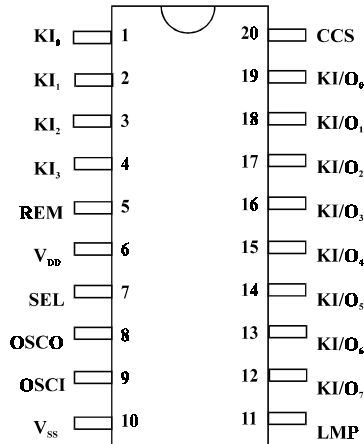 KI₀ 1 20 CCS
KI₁ 2 19 KI/O₀
KI₂ 3 18 KI/O₁
KI₃ 4 17 KI/O₂
REM 5 16 KI/O₃
V_DD 6 15 KI/O₄
SEL 7 14 KI/O₅
OSCO 8 13 KI/O₆
OSCI 9 12 KI/O₇
V_SS 10 11 LMP